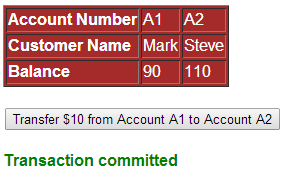 Account Number A1 A2
Customer Name Mark Steve
Balance 90 110
Transfer $10 from Account A1 to Account A2
Transaction committed